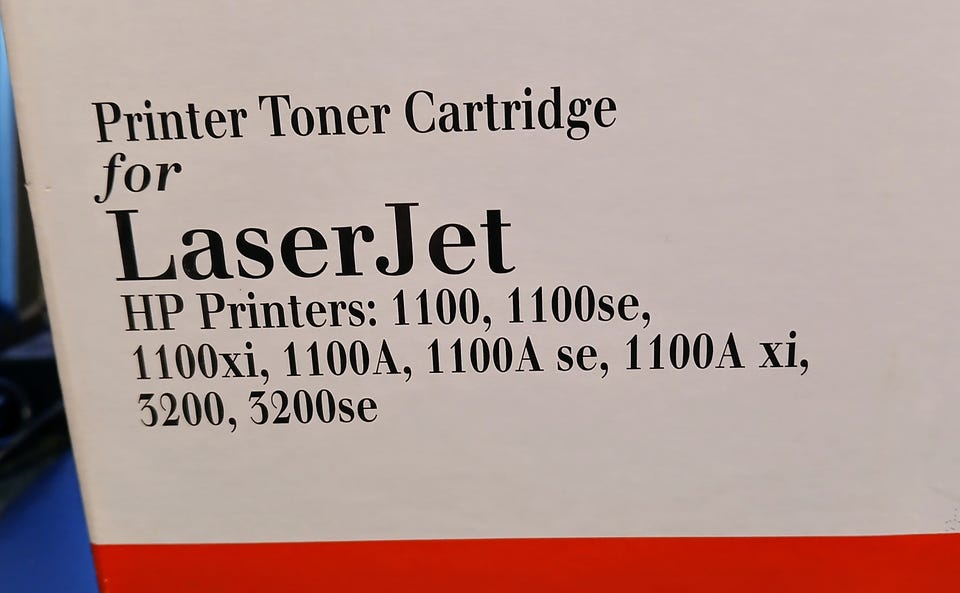 Printer Toner Cartridge
for
LaserJet
HP Printers: 1100, 1100se,
1100xi, 1100A, 1100A se, 1100A xi,
3200, 3200se